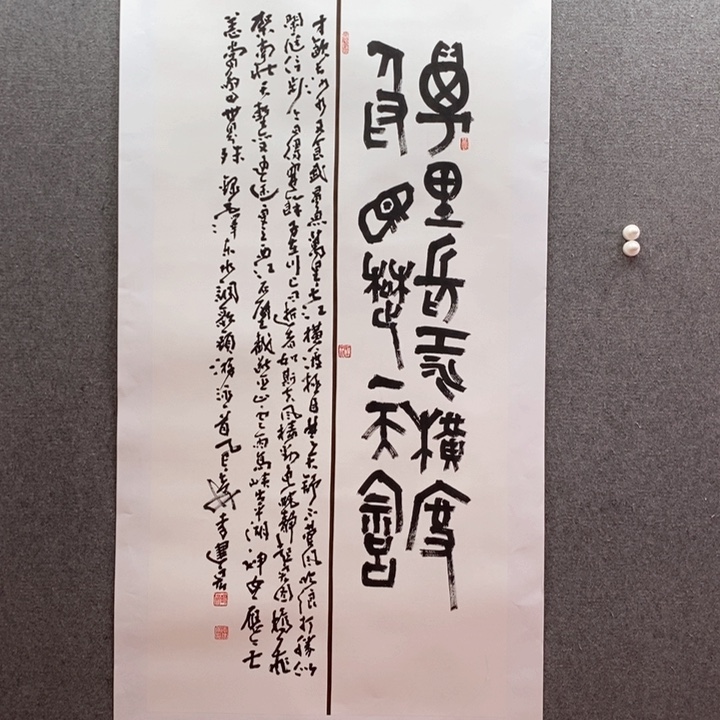 萬里長江橫度
極目楚天舒
才飲長沙水又食武昌魚萬里長江橫渡極目楚天舒不管風吹浪打勝似
閑庭信步今日得寬餘子在川上曰逝者如斯夫風檣動龜蛇靜起宏圖一橋飛
架南北天塹變通途更立西江石壁截斷巫山雲雨高峽出平湖神女應無
恙當驚世界殊 錄毛澤東水調歌頭游泳一首乙巳歲李建